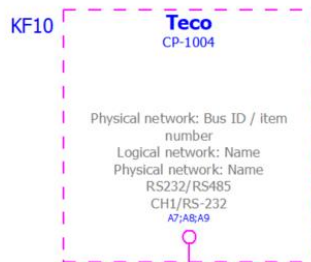 KF10
Teco
CP-1004
Physical network: Bus ID / item
number
Logical network: Name
Physical network: Name
RS232/RS485
CH1/RS-232
A7;A8;A9